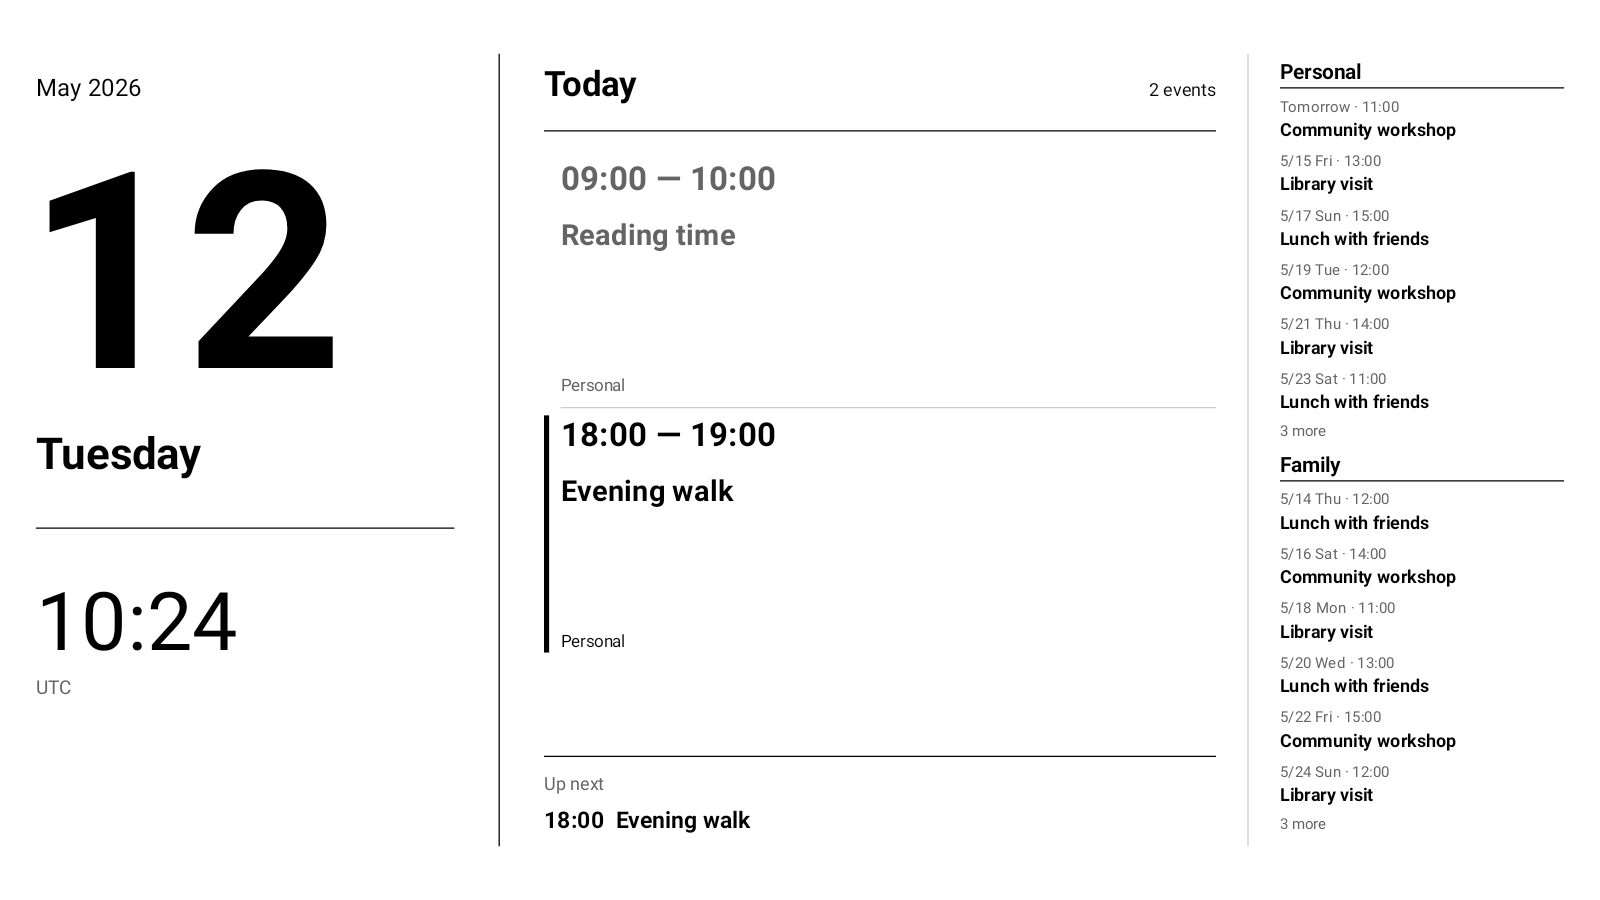 May 2026
12
Tuesday
10:24
UTC
Today
2 events
09:00 — 10:00
Reading time
Personal
18:00 — 19:00
Evening walk
Personal
Up next
18:00 Evening walk
Personal
Tomorrow · 11:00
Community workshop
5/15 Fri · 13:00
Library visit
5/17 Sun · 15:00
Lunch with friends
5/19 Tue · 12:00
Community workshop
5/21 Thu · 14:00
Library visit
5/23 Sat · 11:00
Lunch with friends
3 more
Family
5/14 Thu · 12:00
Lunch with friends
5/16 Sat · 14:00
Community workshop
5/18 Mon · 11:00
Library visit
5/20 Wed · 13:00
Lunch with friends
5/22 Fri · 15:00
Community workshop
5/24 Sun · 12:00
Library visit
3 more